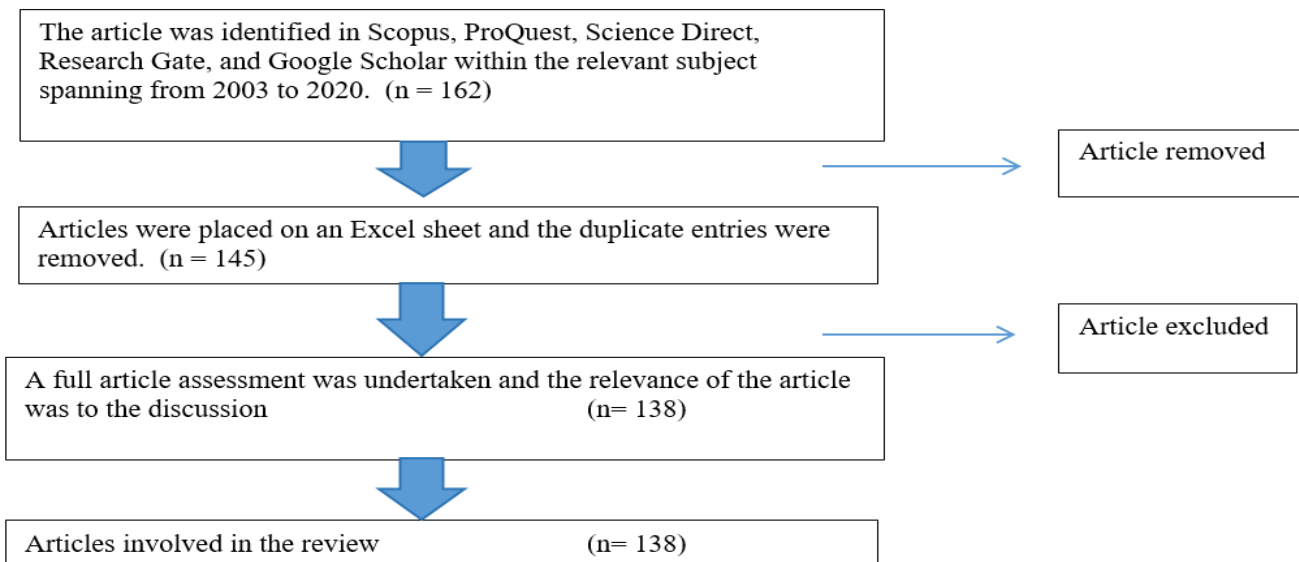 The article was identified in Scopus, ProQuest, Science Direct,
Research Gate, and Google Scholar within the relevant subject
spanning from 2003 to 2020. (n = 162)
Article removed
Articles were placed on an Excel sheet and the duplicate entries were
removed. (n = 145)
Article excluded
A full article assessment was undertaken and the relevance of the article
was to the discussion (n= 138)
Articles involved in the review (n= 138)